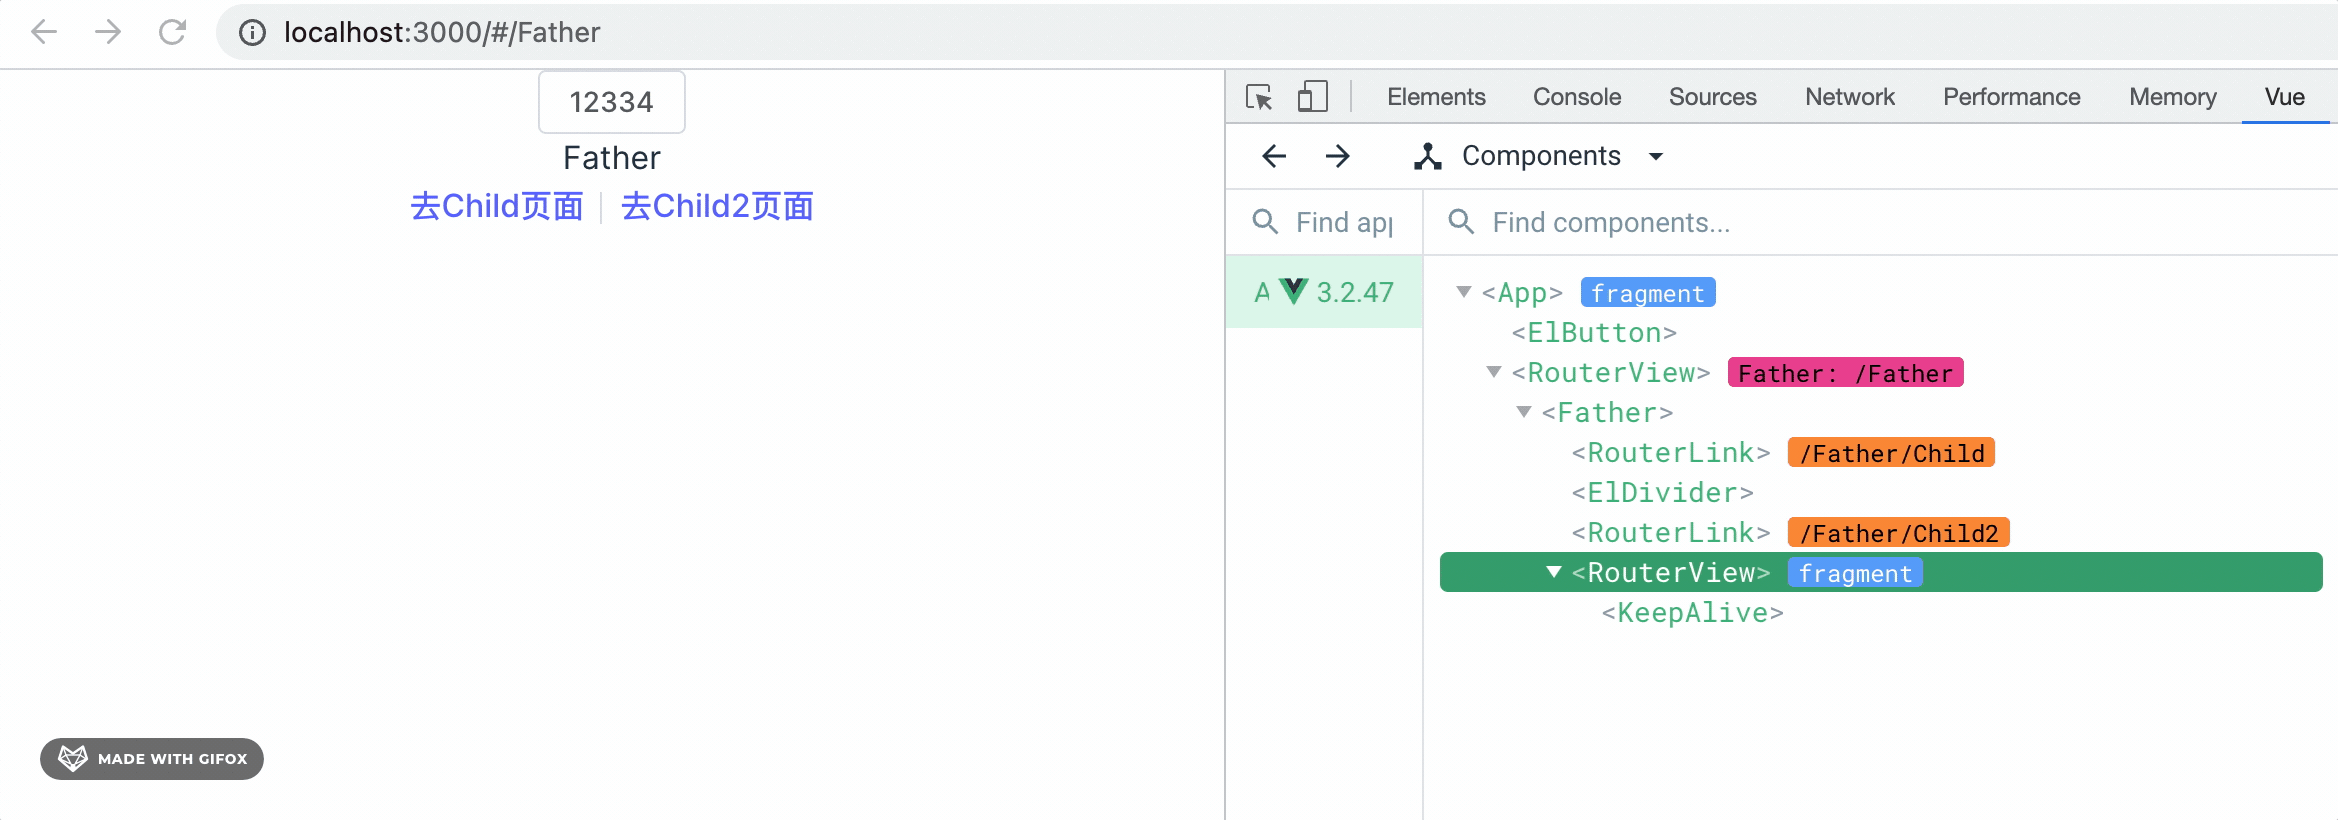 localhost:3000/#/Father
12334
Father
去Child页面 去Child2页面
Elements Console Sources Network Performance Memory Vue
Components
Find app Find components...
A 3.2.47
<App> fragment
<ElButton>
<RouterView> Father: /Father
<Father>
<RouterLink> /Father/Child
<ElDivider>
<RouterLink> /Father/Child2
<RouterView> fragment
<KeepAlive>
MADE WITH GIFOX